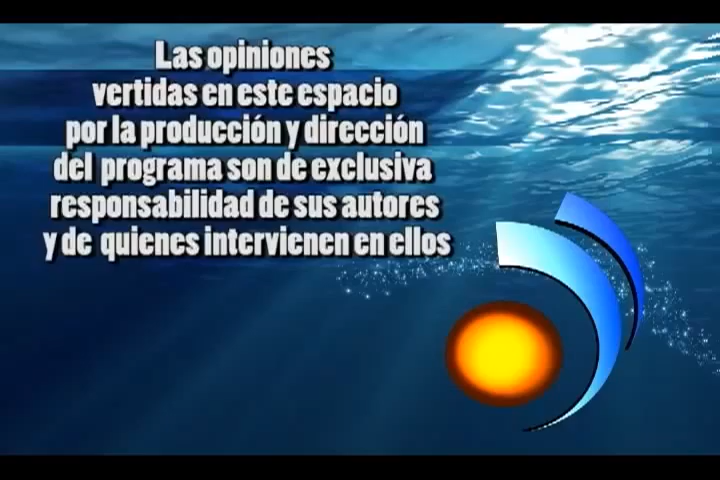 Las opiniones
vertidas en este espacio
por la producción y dirección
del programa son de exclusiva
responsabilidad de sus autores
y de quienes intervienen en ellos